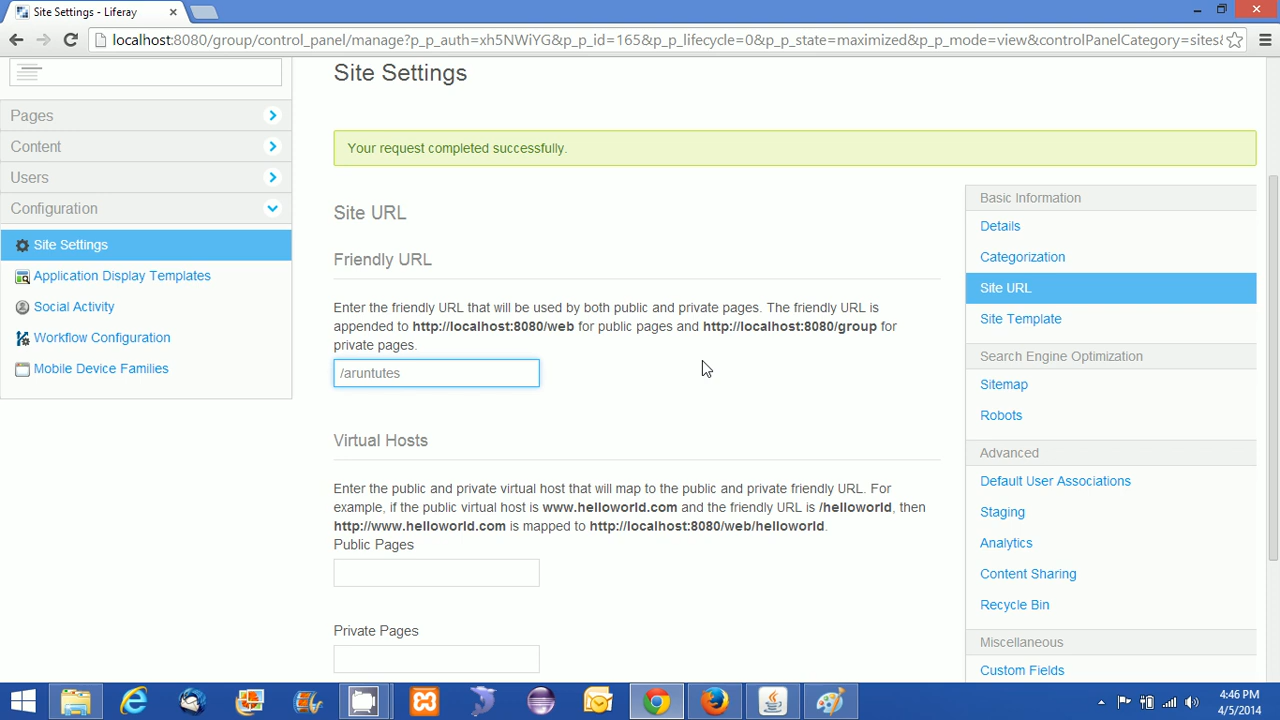 Site Settings - Liferay
localhost:8080/group/control_panel/manage?p_p_auth=xh5NWiYG&p_p_id=165&p_p_lifecycle=0&p_p_state=maximized&p_p_mode=view&controlPanelCategory=sites&
Pages
Content
Users
Configuration
Site Settings
Application Display Templates
Social Activity
Workflow Configuration
Mobile Device Families
Site Settings
Your request completed successfully.
Site URL
Friendly URL
Enter the friendly URL that will be used by both public and private pages. The friendly URL is
appended to http://localhost:8080/web for public pages and http://localhost:8080/group for
private pages.
/aruntutes
Virtual Hosts
Enter the public and private virtual host that will map to the public and private friendly URL. For
example, if the public virtual host is www.helloworld.com and the friendly URL is /helloworld, then
http://www.helloworld.com is mapped to http://localhost:8080/web/helloworld.
Public Pages
Private Pages
Basic Information
Details
Categorization
Site URL
Site Template
Search Engine Optimization
Sitemap
Robots
Advanced
Default User Associations
Staging
Analytics
Content Sharing
Recycle Bin
Miscellaneous
Custom Fields
4:46 PM
4/5/2014